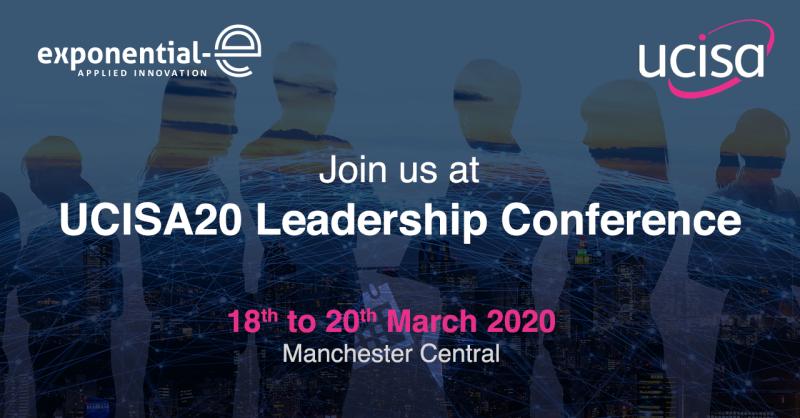 exponential-e
APPLIED INNOVATION
ucisa
Join us at
UCISA20 Leadership Conference
18th to 20th March 2020
Manchester Central